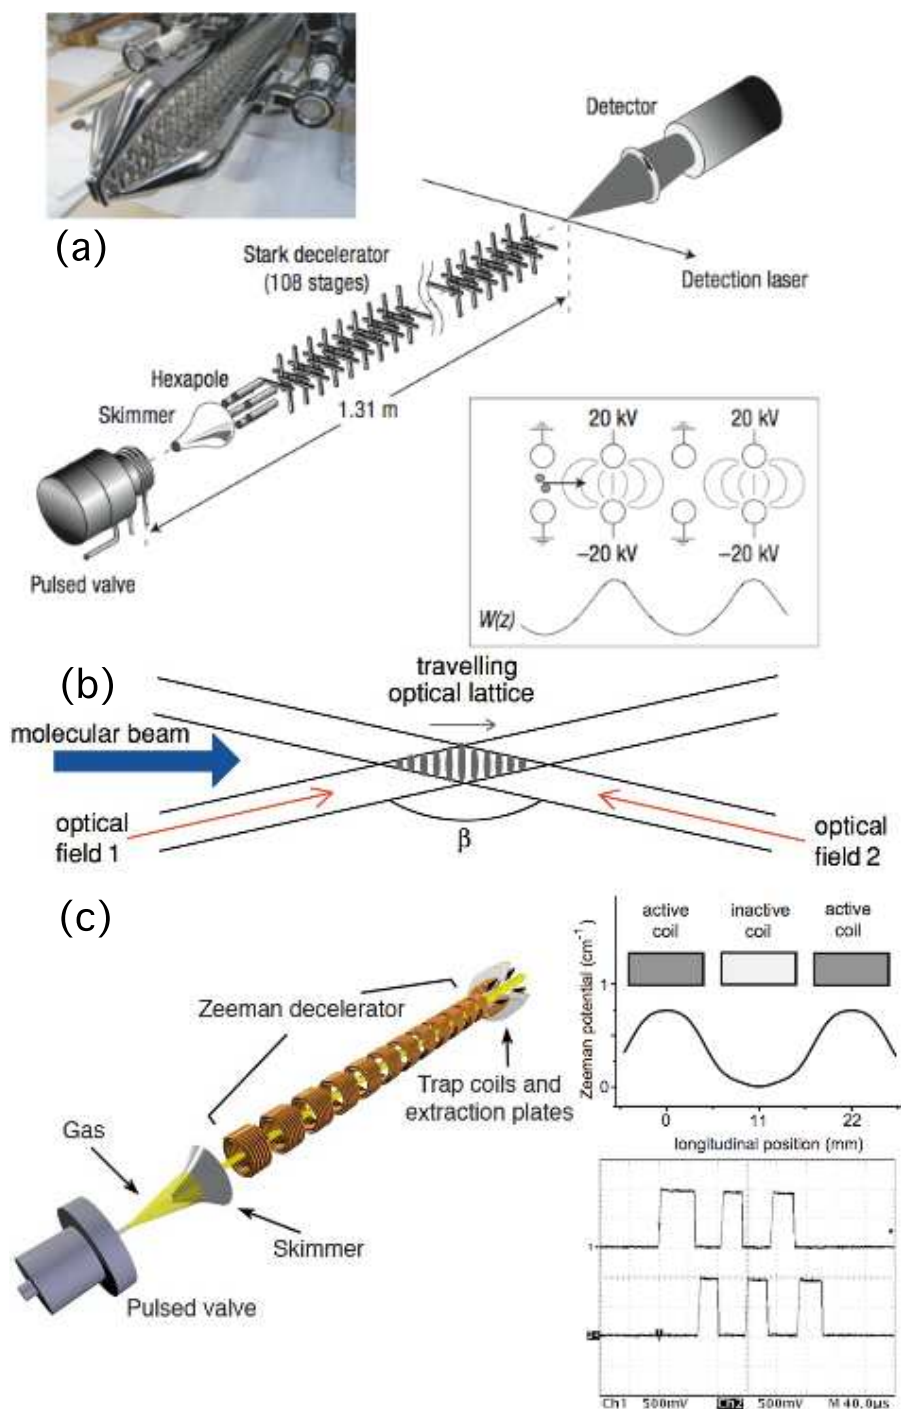 (a)
Detector
Detection laser
Stark decelerator
(108 stages)
Hexapole
Skimmer
1.31 m
Pulsed valve
20 kV
20 kV
−20 kV
−20 kV
W(z)
(b)
travelling
optical lattice
molecular beam
optical
field 1
β
optical
field 2
(c)
Zeeman decelerator
Trap coils and
extraction plates
Gas
Skimmer
Pulsed valve
active
coil
inactive
coil
active
coil
Zeeman potential (cm⁻¹)
1
0
0
11
22
longitudinal position (mm)
1
Ch1 500mV Ch2 500mV M 40.0µs